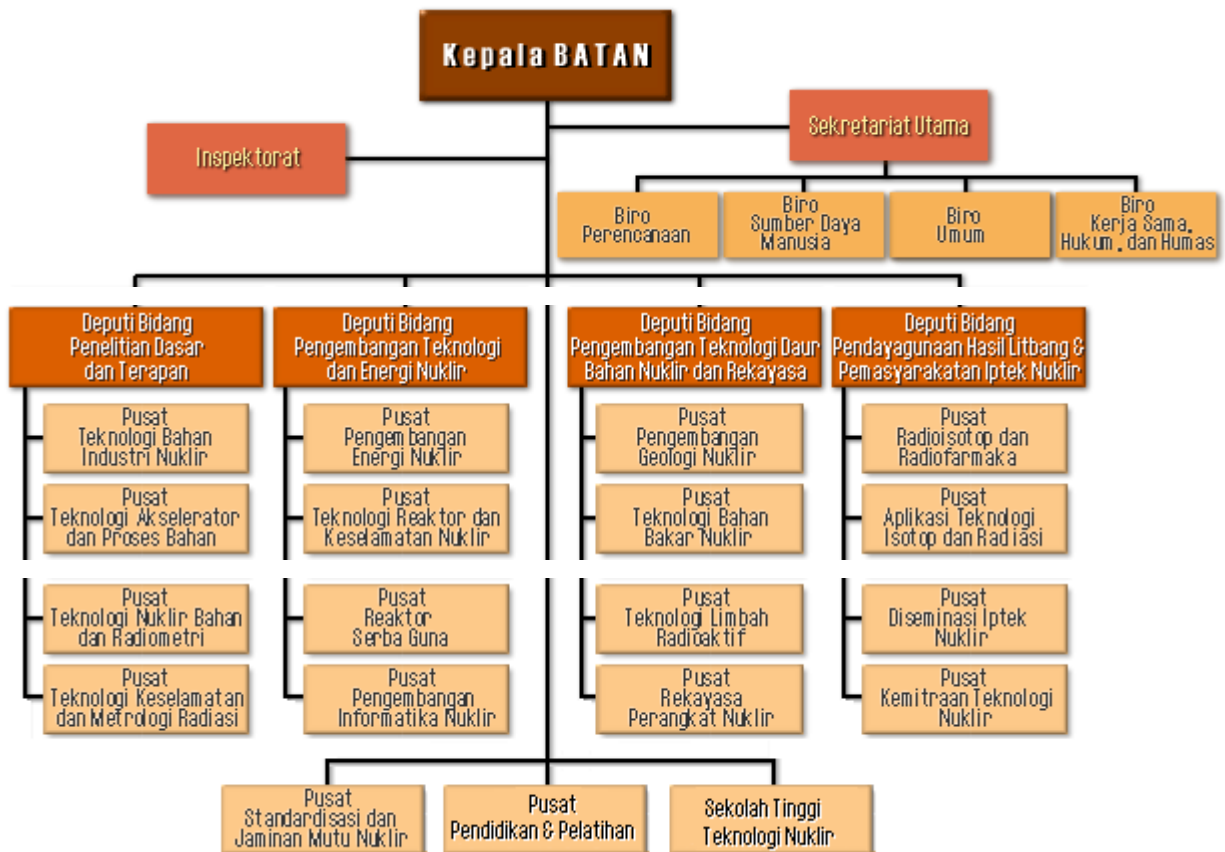 Kepala BATAN
Sekretariat Utama
Inspektorat
Biro
Perencanaan
Biro
Sumber Daya
Manusia
Biro
Umum
Biro
Kerja Sama,
Hukum, dan Humas
Deputi Bidang
Penelitian Dasar
dan Terapan
Deputi Bidang
Pengembangan Teknologi
dan Energi Nuklir
Deputi Bidang
Pengembangan Teknologi Daur
Bahan Nuklir dan Rekayasa
Deputi Bidang
Pendayagunaan Hasil Litbang &
Pemasyarakatan Iptek Nuklir
Pusat
Teknologi Bahan
Industri Nuklir
Pusat
Pengembangan
Energi Nuklir
Pusat
Pengembangan
Geologi Nuklir
Pusat
Radioisotop dan
Radiofarmaka
Pusat
Teknologi Akselerator
dan Proses Bahan
Pusat
Teknologi Reaktor dan
Keselamatan Nuklir
Pusat
Teknologi Bahan
Bakar Nuklir
Pusat
Aplikasi Teknologi
Isotop dan Radiasi
Pusat
Teknologi Nuklir Bahan
dan Radiometri
Pusat
Reaktor
Serba Guna
Pusat
Teknologi Limbah
Radioaktif
Pusat
Diseminasi Iptek
Nuklir
Pusat
Teknologi Keselamatan
dan Metrologi Radiasi
Pusat
Pengembangan
Informatika Nuklir
Pusat
Rekayasa
Perangkat Nuklir
Pusat
Kemitraan Teknologi
Nuklir
Pusat
Standardisasi dan
Jaminan Mutu Nuklir
Pusat
Pendidikan & Pelatihan
Sekolah Tinggi
Teknologi Nuklir